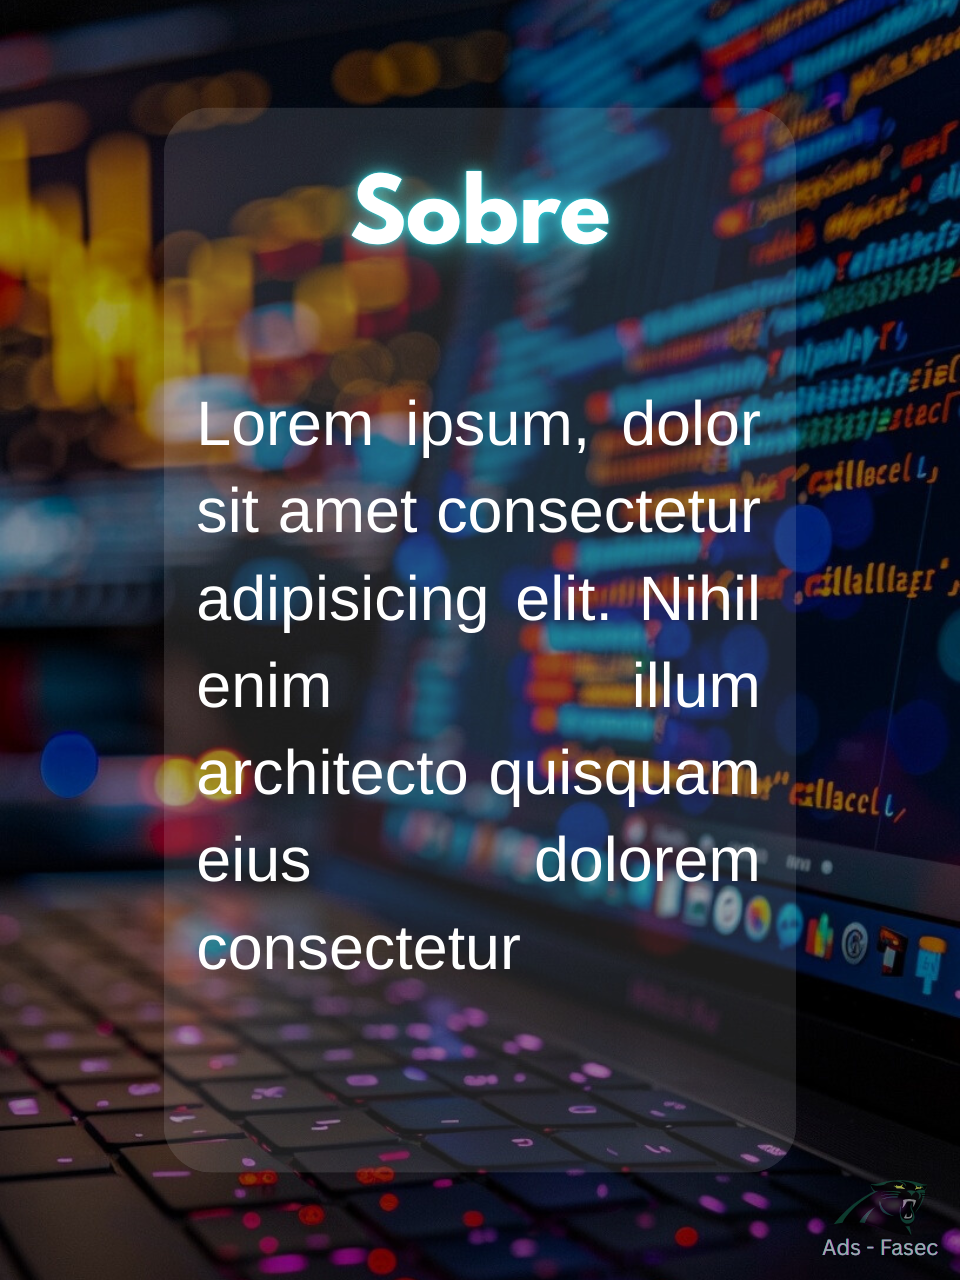 Sobre
Lorem ipsum, dolor
sit amet consectetur
adipisicing elit. Nihil
enim illum
architecto quisquam
eius dolorem
consectetur
Ads - Fasec